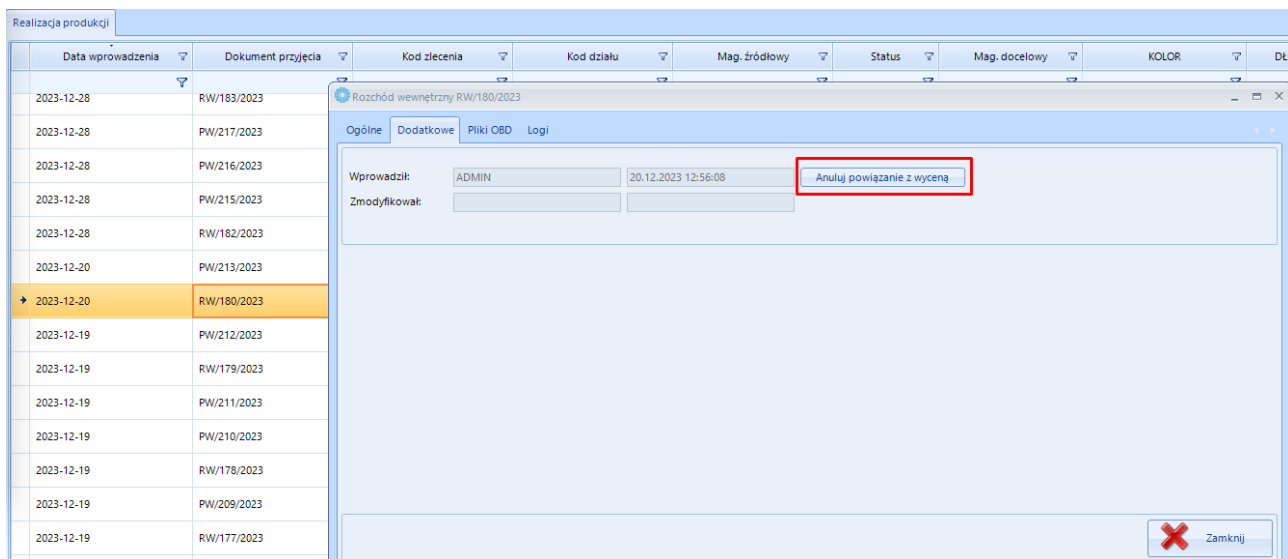 Realizacja produkcji
Data wprowadzenia Dokument przyjęcia Kod zlecenia Kod działu Mag. źródłowy Status Mag. docelowy KOLOR DŁ
2023-12-28 RW/183/2023
Rozchód wewnętrzny RW/180/2023
2023-12-28 PW/217/2023
Ogólne Dodatkowe Pliki OBD Logi
2023-12-28 PW/216/2023
Wprowadził: ADMIN 20.12.2023 12:56:08 Anuluj powiązanie z wyceną
Zmodyfikował:
2023-12-28 PW/215/2023
2023-12-28 RW/182/2023
2023-12-20 PW/213/2023
2023-12-20 RW/180/2023
2023-12-19 PW/212/2023
2023-12-19 RW/179/2023
2023-12-19 PW/211/2023
2023-12-19 PW/210/2023
2023-12-19 RW/178/2023
2023-12-19 PW/209/2023
2023-12-19 RW/177/2023
Zamknij